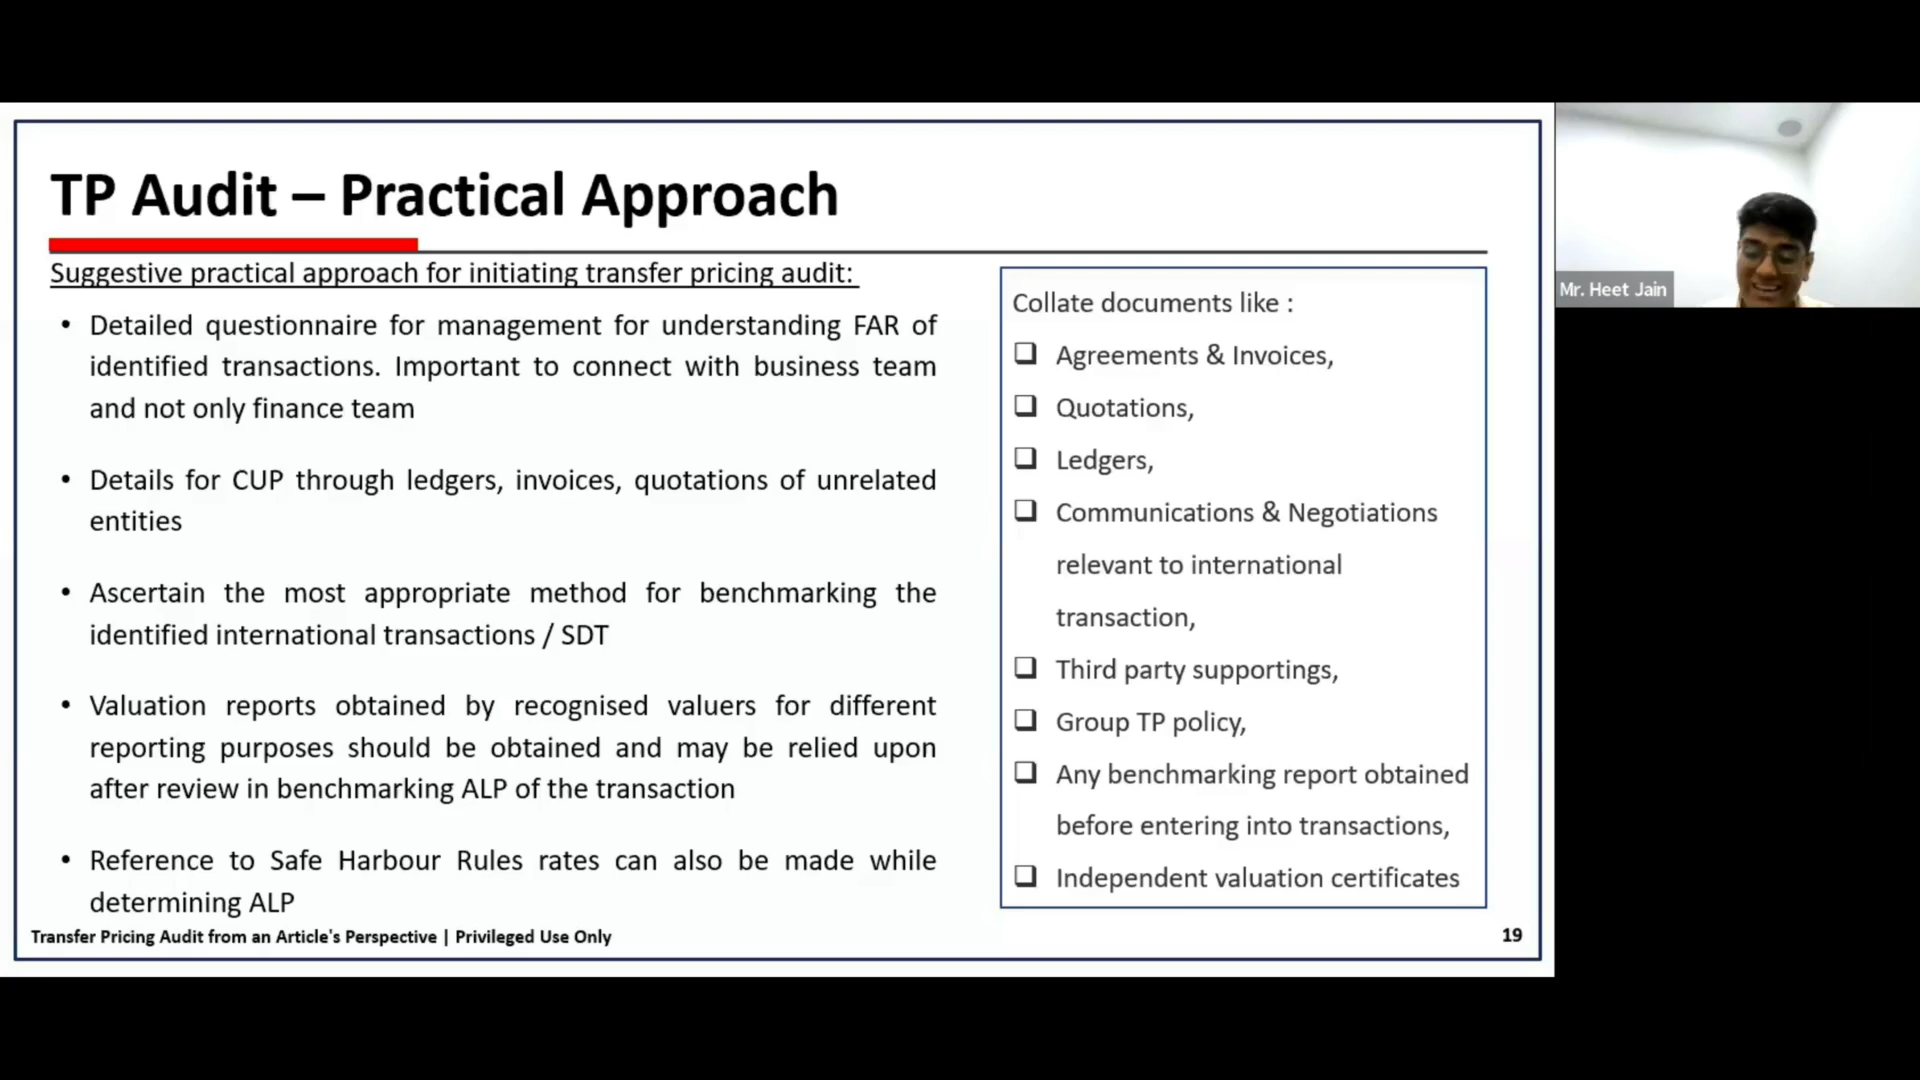 TP Audit – Practical Approach
Suggestive practical approach for initiating transfer pricing audit:
• Detailed questionnaire for management for understanding FAR of
identified transactions. Important to connect with business team
and not only finance team
• Details for CUP through ledgers, invoices, quotations of unrelated
entities
• Ascertain the most appropriate method for benchmarking the
identified international transactions / SDT
• Valuation reports obtained by recognised valuers for different
reporting purposes should be obtained and may be relied upon
after review in benchmarking ALP of the transaction
• Reference to Safe Harbour Rules rates can also be made while
determining ALP
Collate documents like :
❑ Agreements & Invoices,
❑ Quotations,
❑ Ledgers,
❑ Communications & Negotiations
relevant to international
transaction,
❑ Third party supportings,
❑ Group TP policy,
❑ Any benchmarking report obtained
before entering into transactions,
❑ Independent valuation certificates
Transfer Pricing Audit from an Article's Perspective | Privileged Use Only
19
Mr. Heet Jain